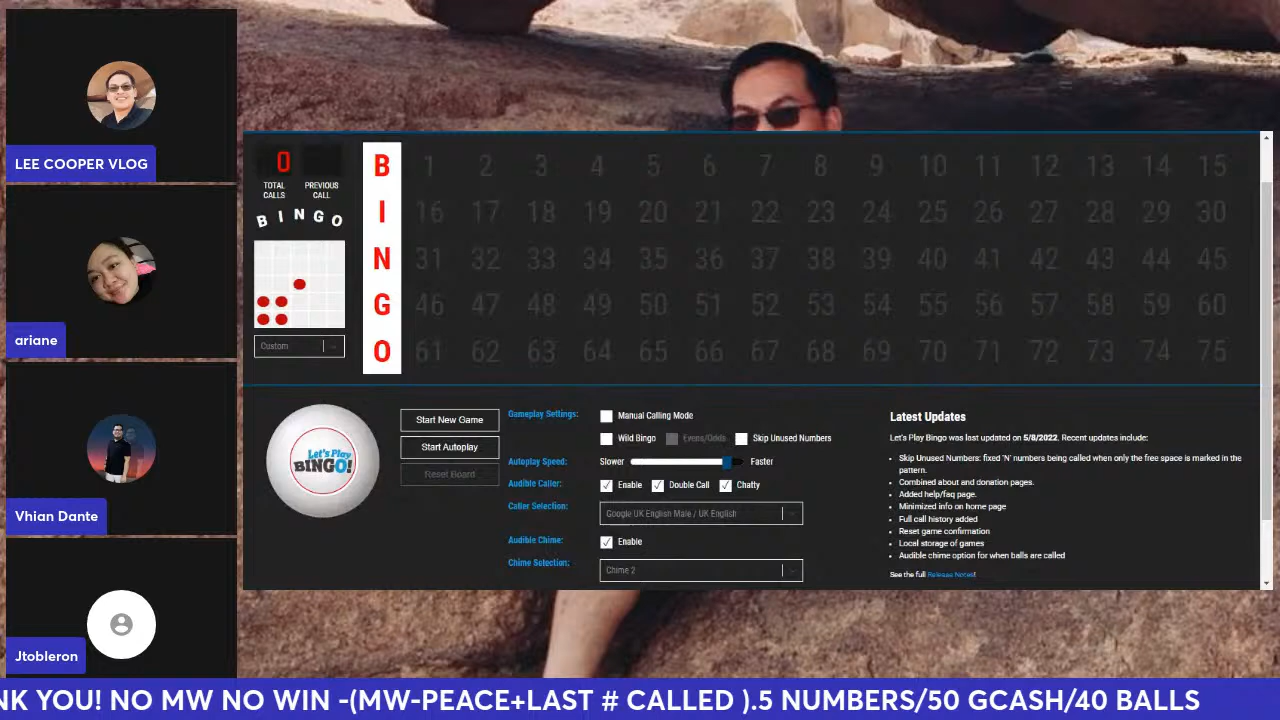 LEE COOPER VLOG
ariane
Vhian Dante
Jtobleron
0
TOTAL CALLS
PREVIOUS CALL
B I N G O
Custom
B 1 2 3 4 5 6 7 8 9 10 11 12 13 14 15
I 16 17 18 19 20 21 22 23 24 25 26 27 28 29 30
N 31 32 33 34 35 36 37 38 39 40 41 42 43 44 45
G 46 47 48 49 50 51 52 53 54 55 56 57 58 59 60
O 61 62 63 64 65 66 67 68 69 70 71 72 73 74 75
Let's Play
BINGO!
Start New Game
Start Autoplay
Reset Board
Gameplay Settings:
Manual Calling Mode
Wild Bingo Evens/Odds Skip Unused Numbers
Autoplay Speed: Slower Faster
Audible Caller: Enable Double Call Chatty
Caller Selection: Google UK English Male / UK English
Audible Chime: Enable
Chime Selection: Chime 2
Latest Updates
Let's Play Bingo was last updated on 5/8/2022. Recent updates include:
Skip Unused Numbers: fixed 'N' numbers being called when only the free space is marked in the
pattern.
Combined about and donation pages.
Added help/faq page.
Minimized info on home page
Full call history added
Reset game confirmation
Local storage of games
Audible chime option for when balls are called
See the full Release Notes!
NK YOU! NO MW NO WIN -(MW-PEACE+LAST # CALLED ).5 NUMBERS/50 GCASH/40 BALLS